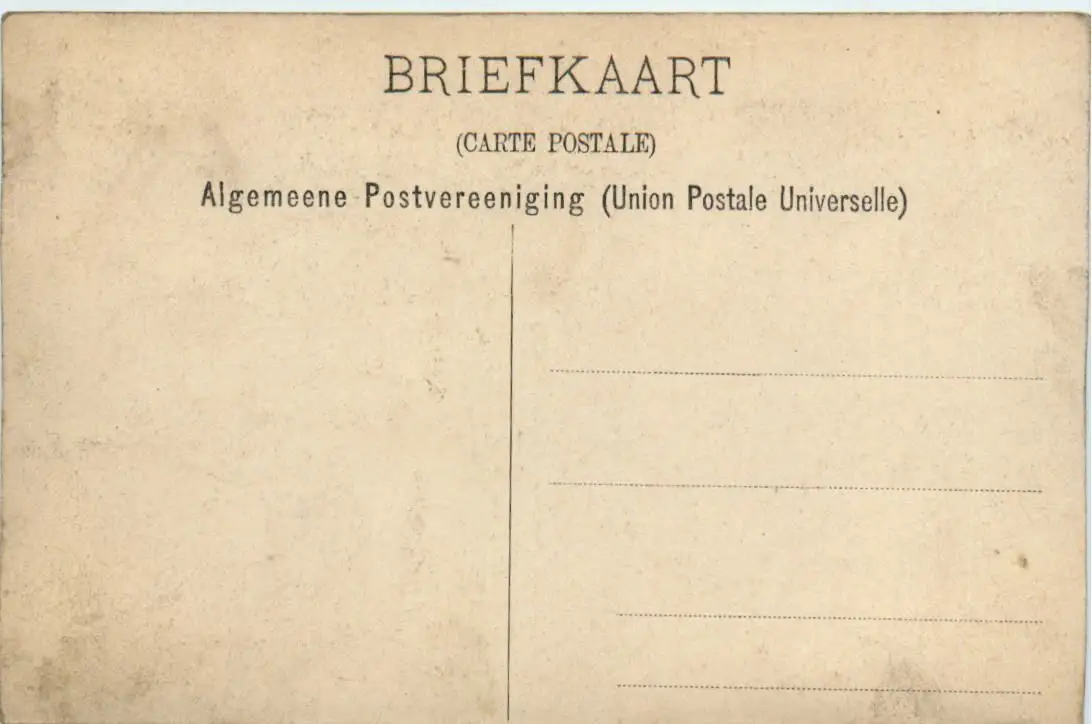 BRIEFKAART
(CARTE POSTALE)
Algemeene Postvereeniging (Union Postale Universelle)